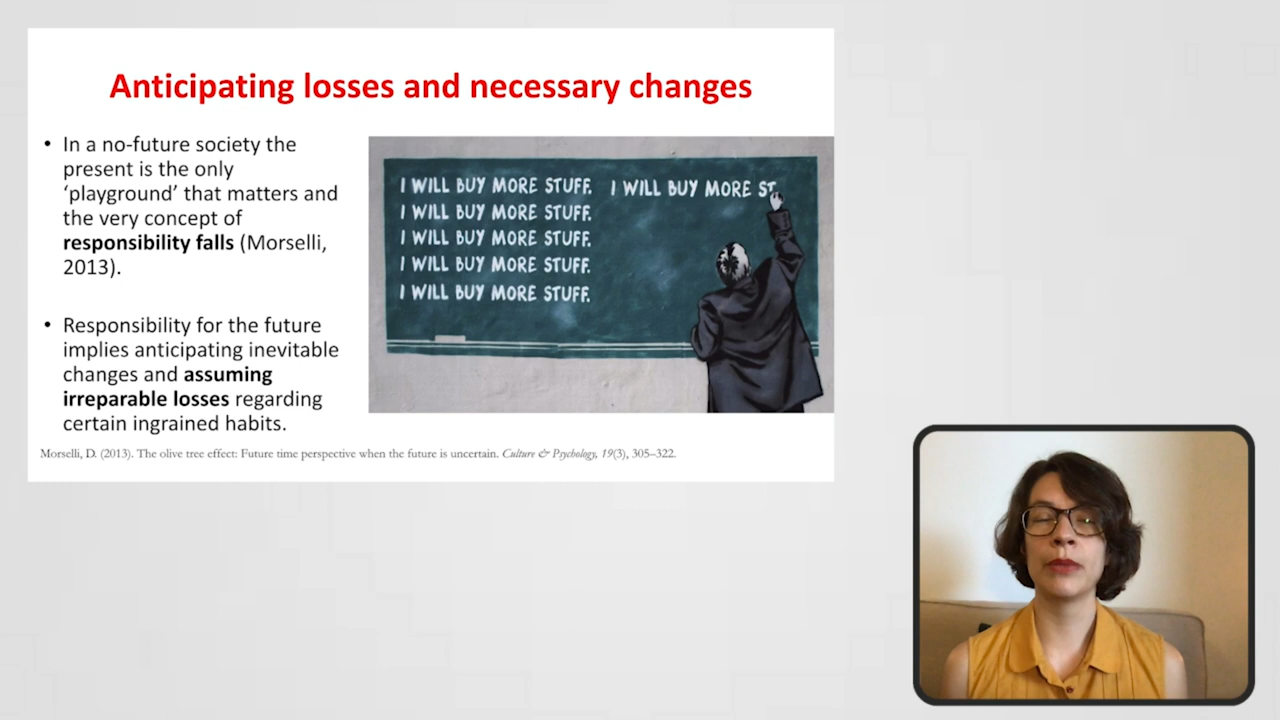 Anticipating losses and necessary changes
• In a no-future society the
present is the only
‘playground’ that matters and
the very concept of
responsibility falls (Morselli,
2013).
• Responsibility for the future
implies anticipating inevitable
changes and assuming
irreparable losses regarding
certain ingrained habits.
I WILL BUY MORE STUFF. I WILL BUY MORE ST
I WILL BUY MORE STUFF.
I WILL BUY MORE STUFF.
I WILL BUY MORE STUFF.
I WILL BUY MORE STUFF.
Morselli, D. (2013). The olive tree effect: Future time perspective when the future is uncertain. Culture & Psychology, 19(3), 305–322.